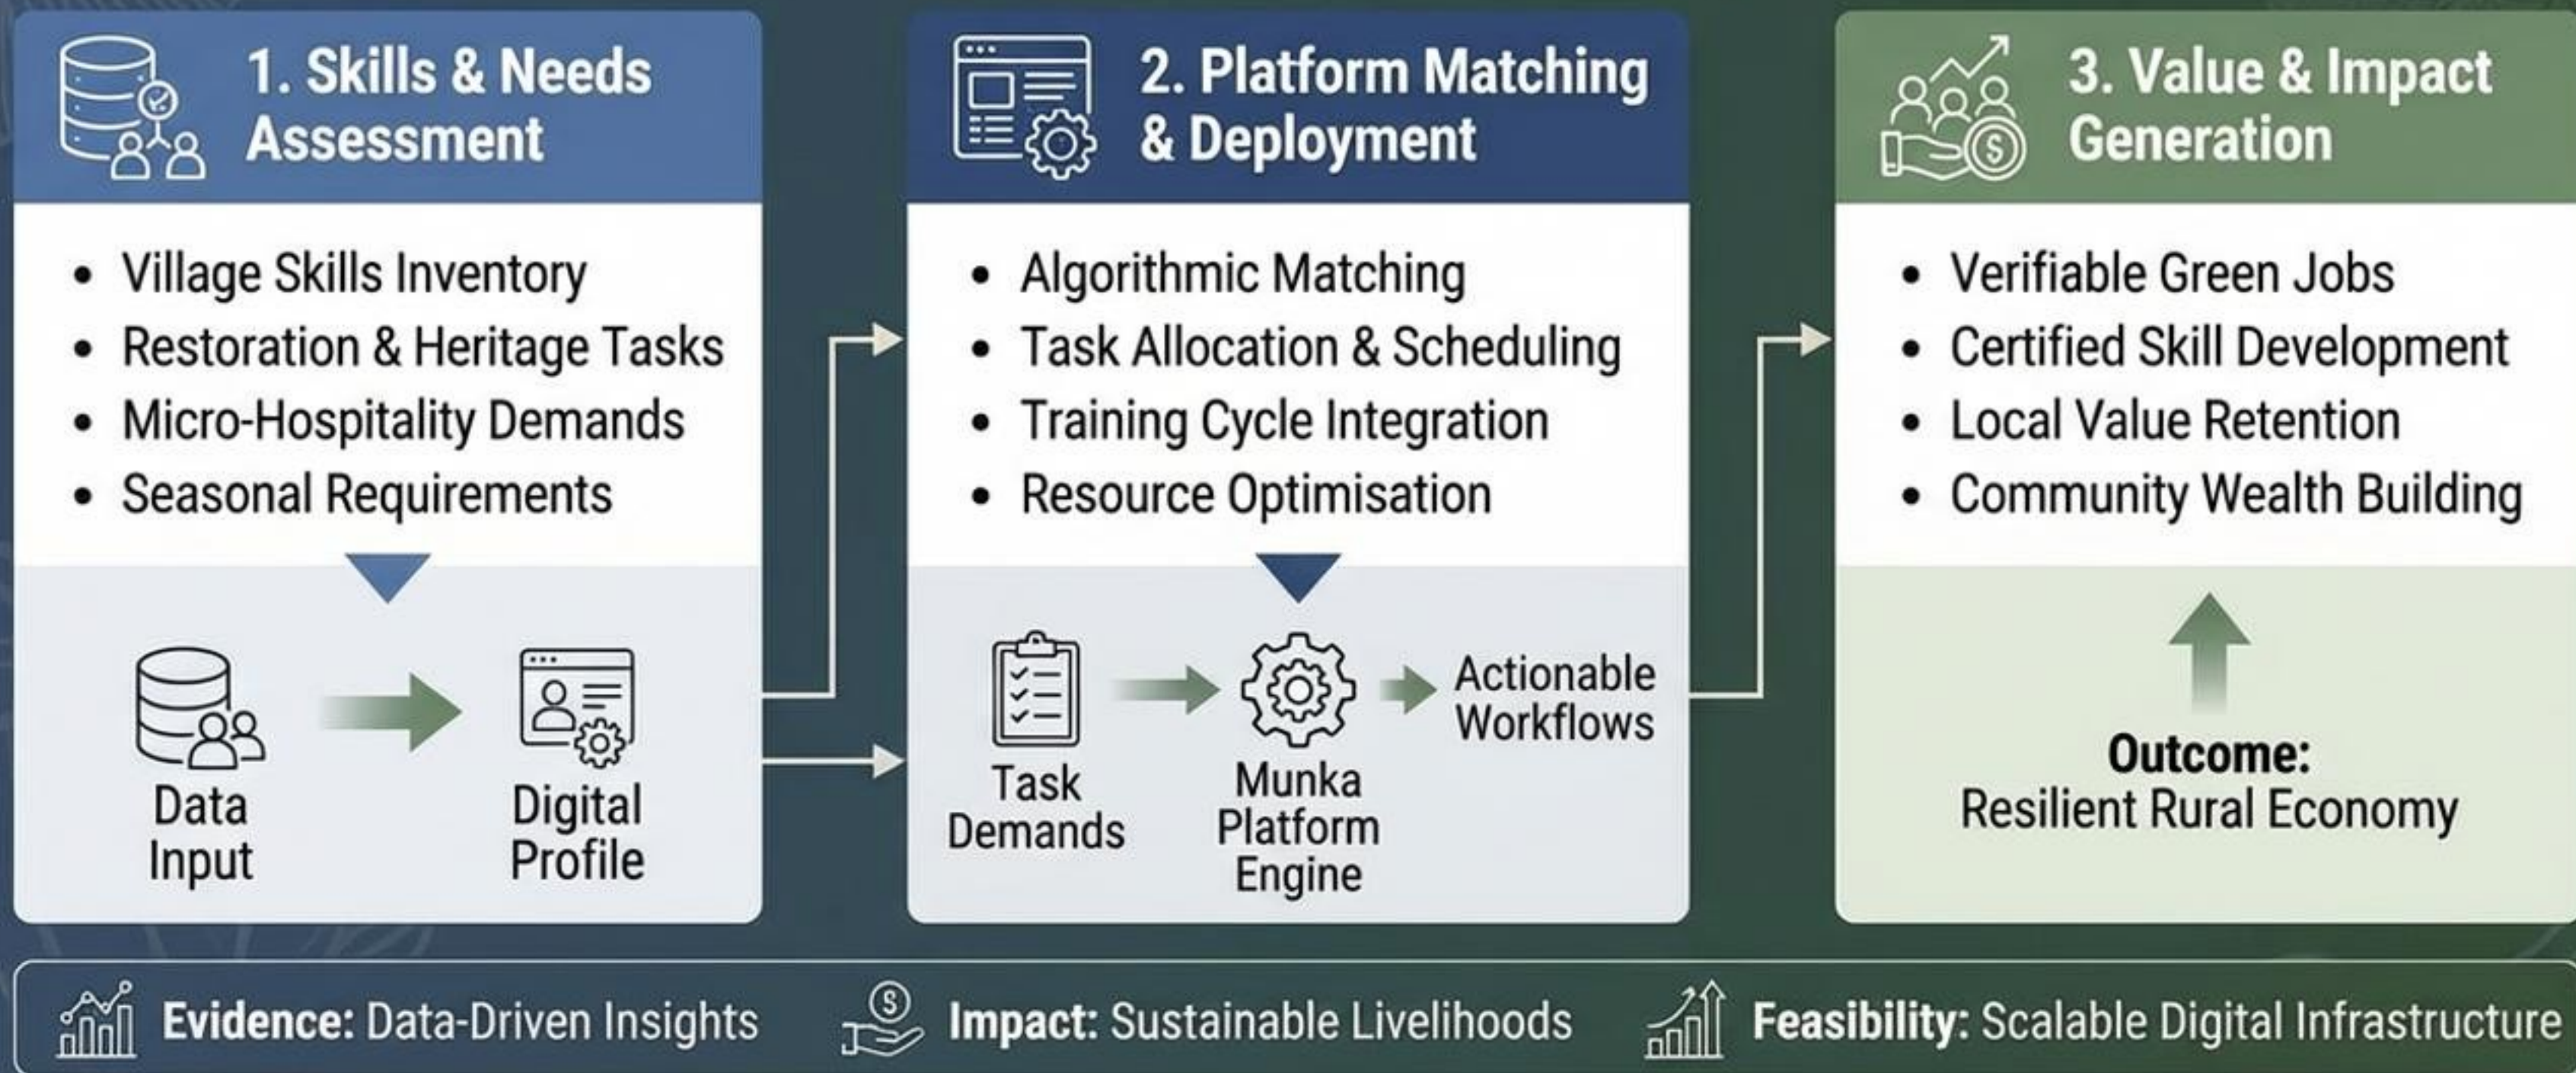 1. Skills & Needs
Assessment
• Village Skills Inventory
• Restoration & Heritage Tasks
• Micro-Hospitality Demands
• Seasonal Requirements
Data
Input
Digital
Profile
2. Platform Matching
& Deployment
• Algorithmic Matching
• Task Allocation & Scheduling
• Training Cycle Integration
• Resource Optimisation
Task
Demands
Munka
Platform
Engine
Actionable
Workflows
3. Value & Impact
Generation
• Verifiable Green Jobs
• Certified Skill Development
• Local Value Retention
• Community Wealth Building
Outcome:
Resilient Rural Economy
Evidence: Data-Driven Insights
Impact: Sustainable Livelihoods
Feasibility: Scalable Digital Infrastructure